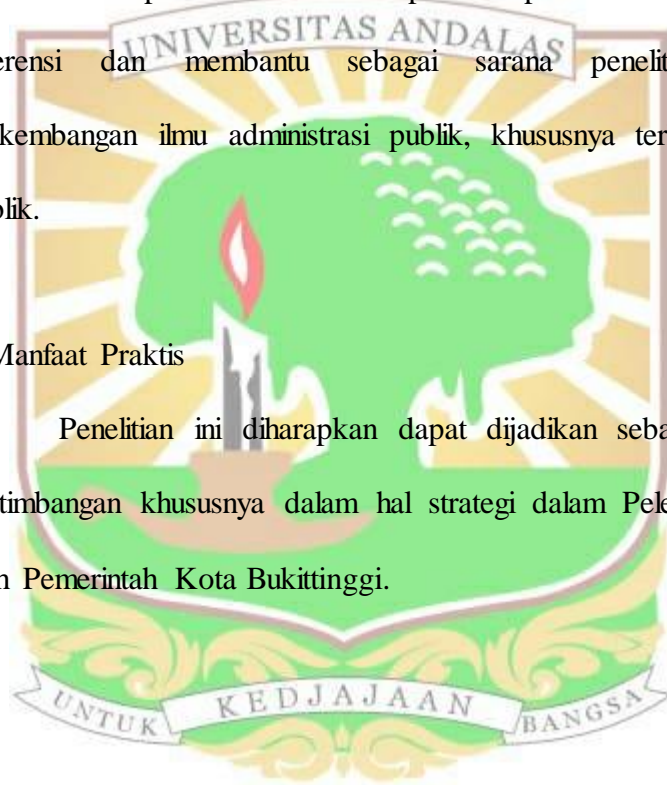 UNIVERSITAS ANDALAS
erensi dan membantu sebagai sarana penelit
kembangan ilmu administrasi publik, khususnya ter
blik.
Manfaat Praktis
Penelitian ini diharapkan dapat dijadikan seba
timbangan khususnya dalam hal strategi dalam Pele
h Pemerintah Kota Bukittinggi.
UNTUK KEDJAJAAN BANGSA